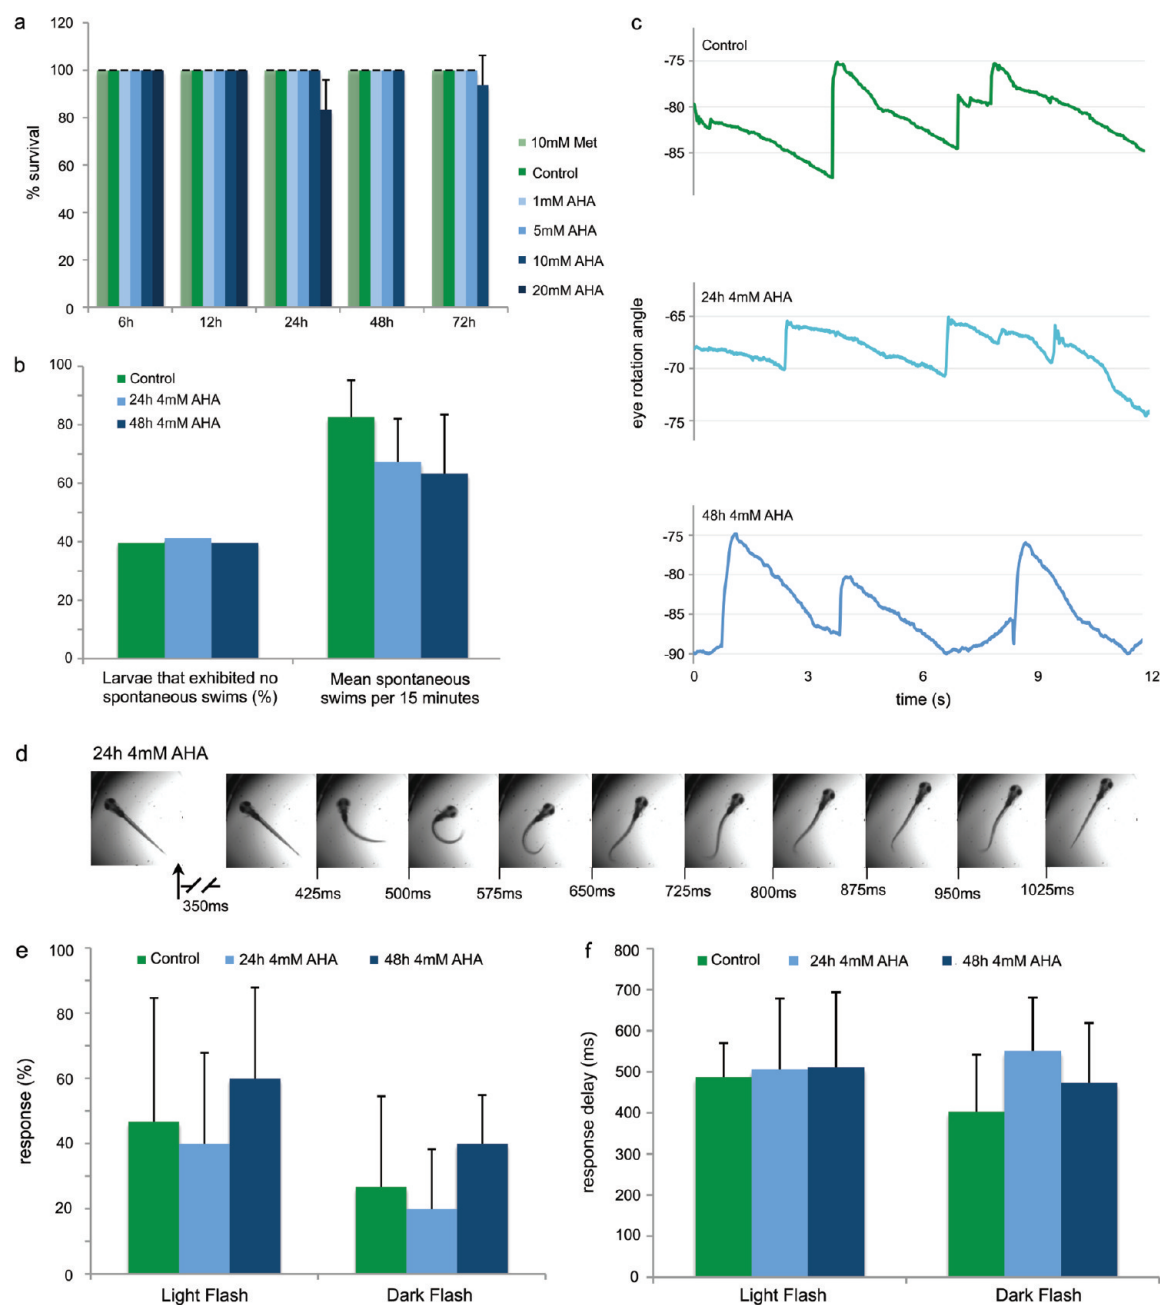 a
120
100
80
60
40
20
0
% survival
6h
12h
24h
48h
72h
10mM Met
Control
1mM AHA
5mM AHA
10mM AHA
20mM AHA
b
100
80
60
40
20
0
Control
24h 4mM AHA
48h 4mM AHA
Larvae that exhibited no
spontaneous swims (%)
Mean spontaneous
swims per 15 minutes
c
Control
-75
-80
-85
24h 4mM AHA
-65
-70
-75
eye rotation angle
48h 4mM AHA
-75
-80
-85
-90
0
3
6
9
12
time (s)
d
24h 4mM AHA
350ms
425ms
500ms
575ms
650ms
725ms
800ms
875ms
950ms
1025ms
e
100
80
60
40
20
0
response (%)
Control
24h 4mM AHA
48h 4mM AHA
Light Flash
Dark Flash
f
800
700
600
500
400
300
200
100
0
response delay (ms)
Control
24h 4mM AHA
48h 4mM AHA
Light Flash
Dark Flash